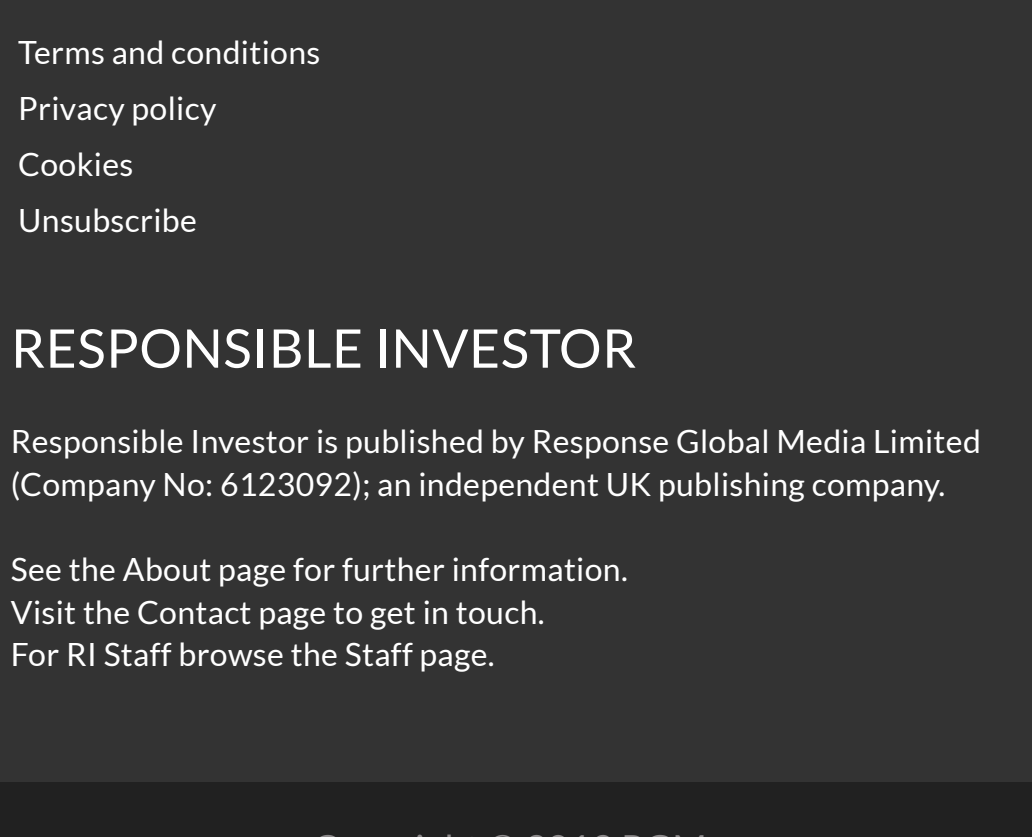 Terms and conditions
Privacy policy
Cookies
Unsubscribe
RESPONSIBLE INVESTOR
Responsible Investor is published by Response Global Media Limited
(Company No: 6123092); an independent UK publishing company.
See the About page for further information.
Visit the Contact page to get in touch.
For RI Staff browse the Staff page.